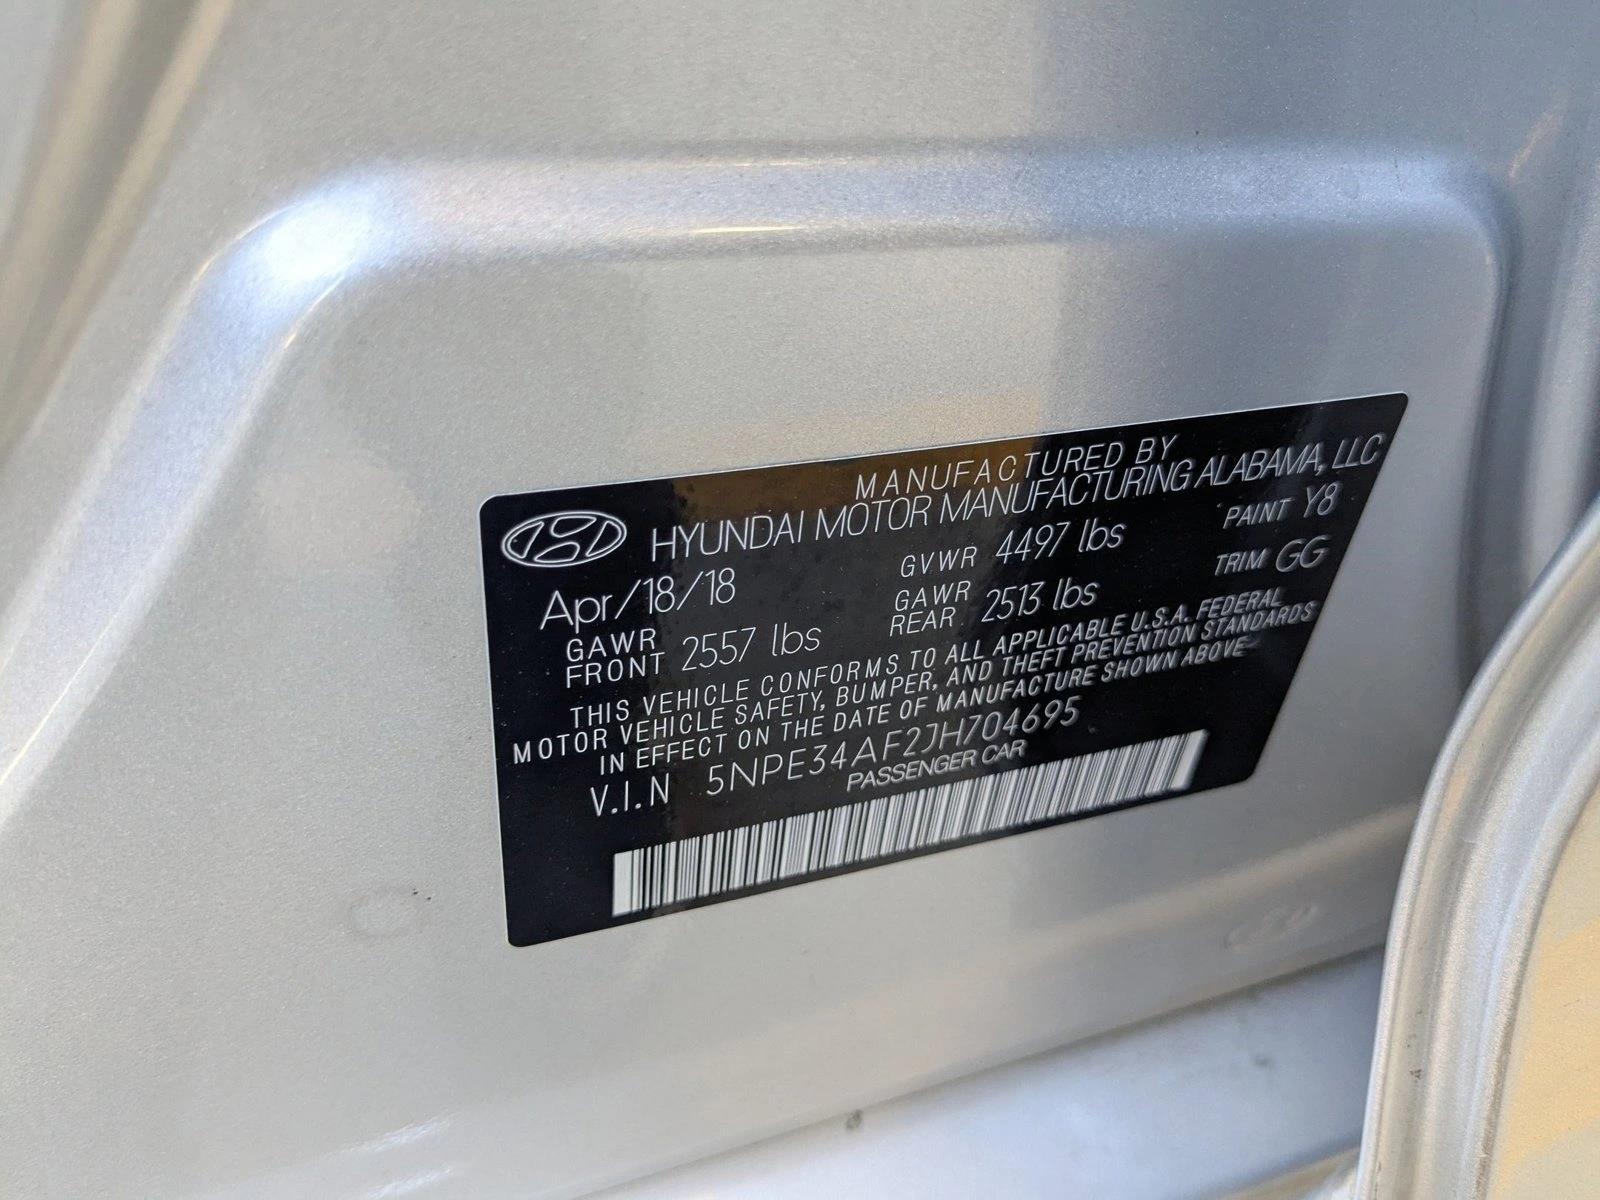 MANUFACTURED BY
HYUNDAI MOTOR MANUFACTURING ALABAMA, LLC
Apr/18/18 GVWR 4497 lbs PAINT Y8
GAWR FRONT 2557 lbs GAWR REAR 2513 lbs TRIM GG
THIS VEHICLE CONFORMS TO ALL APPLICABLE U.S.A. FEDERAL
MOTOR VEHICLE SAFETY, BUMPER, AND THEFT PREVENTION STANDARDS
IN EFFECT ON THE DATE OF MANUFACTURE SHOWN ABOVE
V.I.N 5NPE34AF2JH704695
PASSENGER CAR